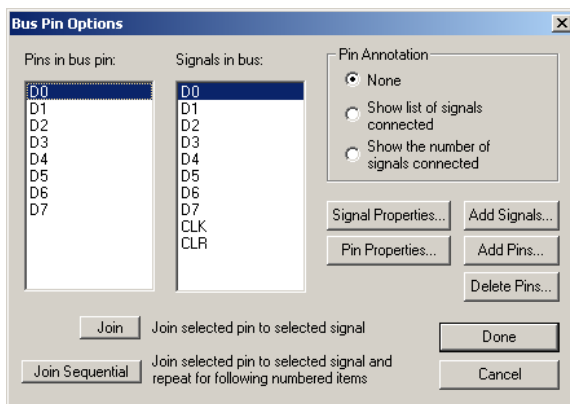 Bus Pin Options
Pins in bus pin:
D0
D1
D2
D3
D4
D5
D6
D7
Signals in bus:
D0
D1
D2
D3
D4
D5
D6
D7
CLK
CLR
Pin Annotation
None
Show list of signals
connected
Show the number of
signals connected
Signal Properties...
Add Signals...
Pin Properties...
Add Pins...
Delete Pins...
Join
Join selected pin to selected signal
Done
Join Sequential
Join selected pin to selected signal and
repeat for following numbered items
Cancel